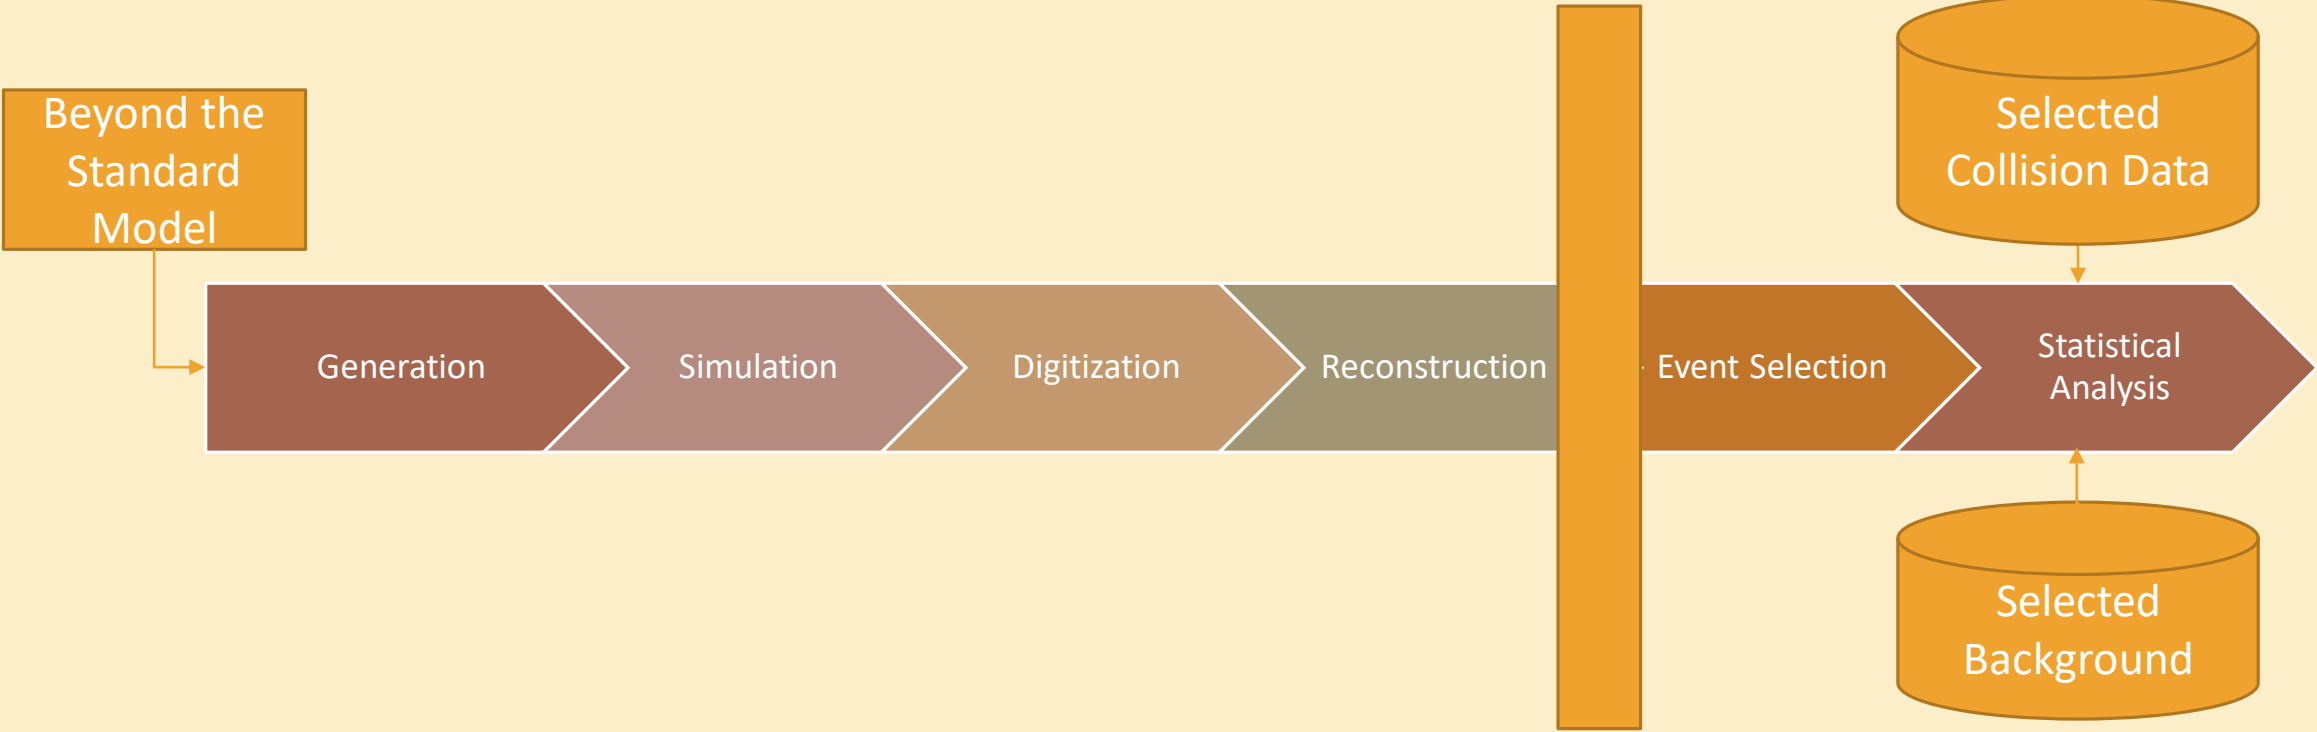 Beyond the
Standard
Model
Selected
Collision Data
Generation
Simulation
Digitization
Reconstruction
Event Selection
Statistical
Analysis
Selected
Background